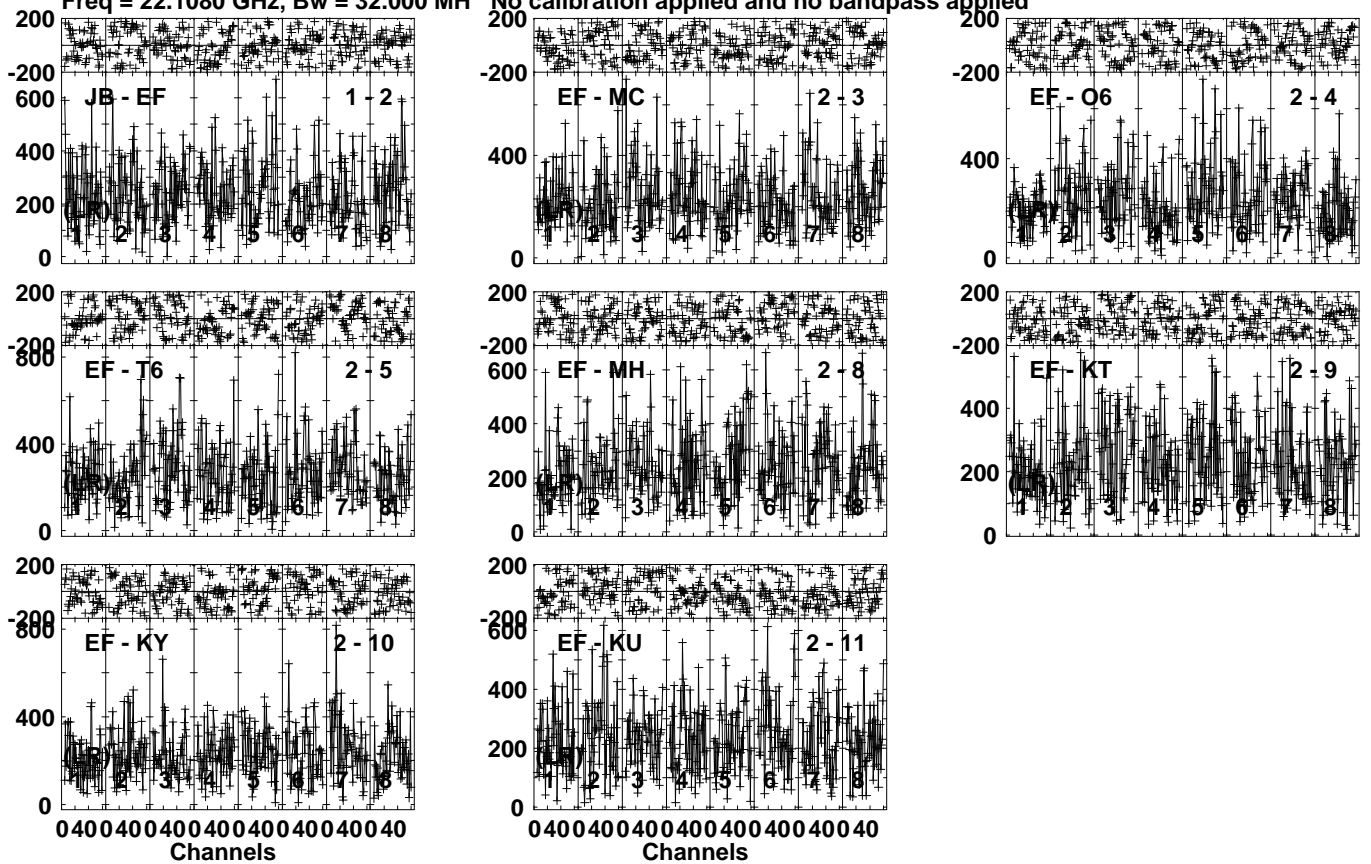 Freq = 22.1080 GHz, Bw = 32.000 MH No calibration applied and no bandpass applied
200
-200
600
400
200
0
JB - EF 1 - 2
(LR)
1 2 3 4 5 6 7 8
200
-200
400
0
EF - MC 2 - 3
(LR)
1 2 3 4 5 6 7 8
200
-200
400
0
EF - O6 2 - 4
(LR)
1 2 3 4 5 6 7 8
200
-200
800
400
0
EF - T6 2 - 5
(LR)
1 2 3 4 5 6 7 8
200
-200
600
400
200
0
EF - MH 2 - 8
(LR)
1 2 3 4 5 6 7 8
200
-200
400
200
0
EF - KT 2 - 9
(LR)
1 2 3 4 5 6 7 8
200
-200
800
400
0
EF - KY 2 - 10
(LR)
1 2 3 4 5 6 7 8
0 40 0 40 0 40 0 40 0 40 0 40 0 40 0 40
Channels
200
-200
600
400
200
0
EF - KU 2 - 11
(LR)
1 2 3 4 5 6 7 8
0 40 0 40 0 40 0 40 0 40 0 40 0 40 0 40
Channels